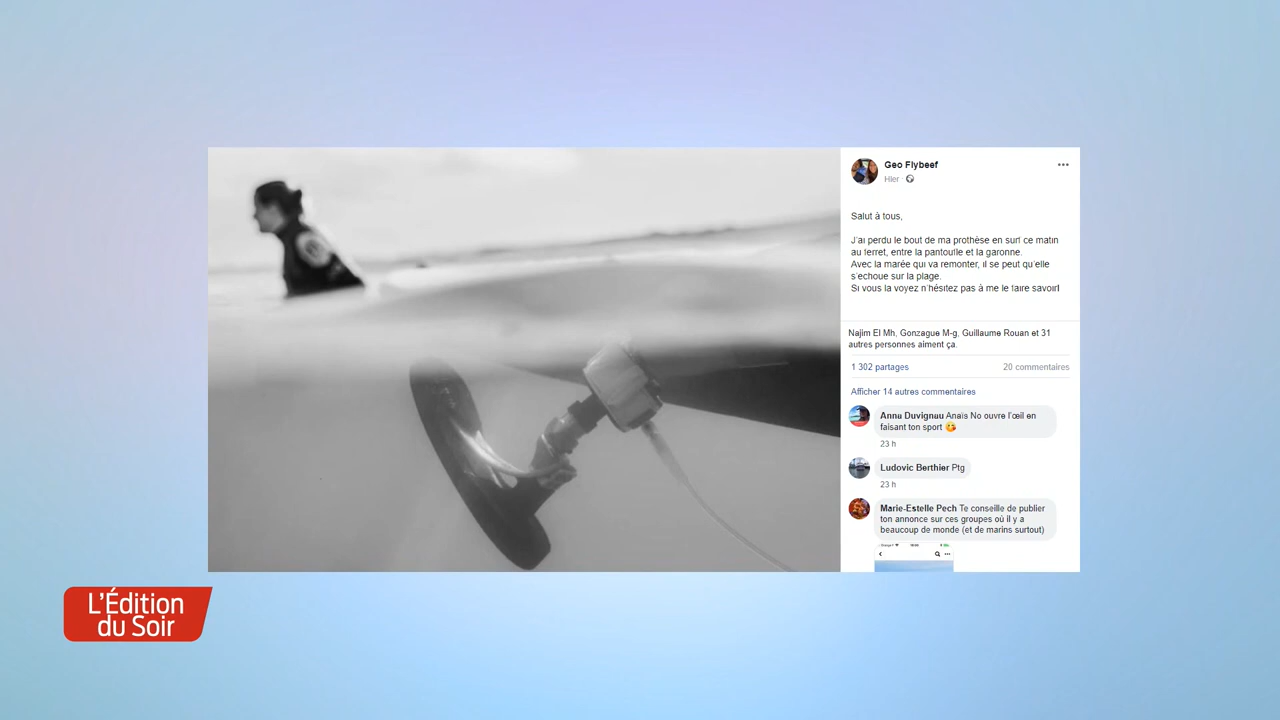 Geo Flybeef
Hier
Salut à tous,
J'ai perdu le bout de ma prothèse en surf ce matin
au ferret, entre la pantoufle et la garonne.
Avec la marée qui va remonter, il se peut qu'elle
s'echoue sur la plage.
Si vous la voyez n'hésitez pas à me le faire savoir!
Najim El Mh, Gonzague M-g, Guillaume Rouan et 31
autres personnes aiment ça.
1 302 partages
20 commentaires
Afficher 14 autres commentaires
Anna Duvignau Anaïs No ouvre l'œil en
faisant ton sport 😋
23 h
Ludovic Berthier Ptg
23 h
Marie-Estelle Pech Te conseille de publier
ton annonce sur ces groupes où il y a
beaucoup de monde (et de marins surtout)
L'Édition
du Soir